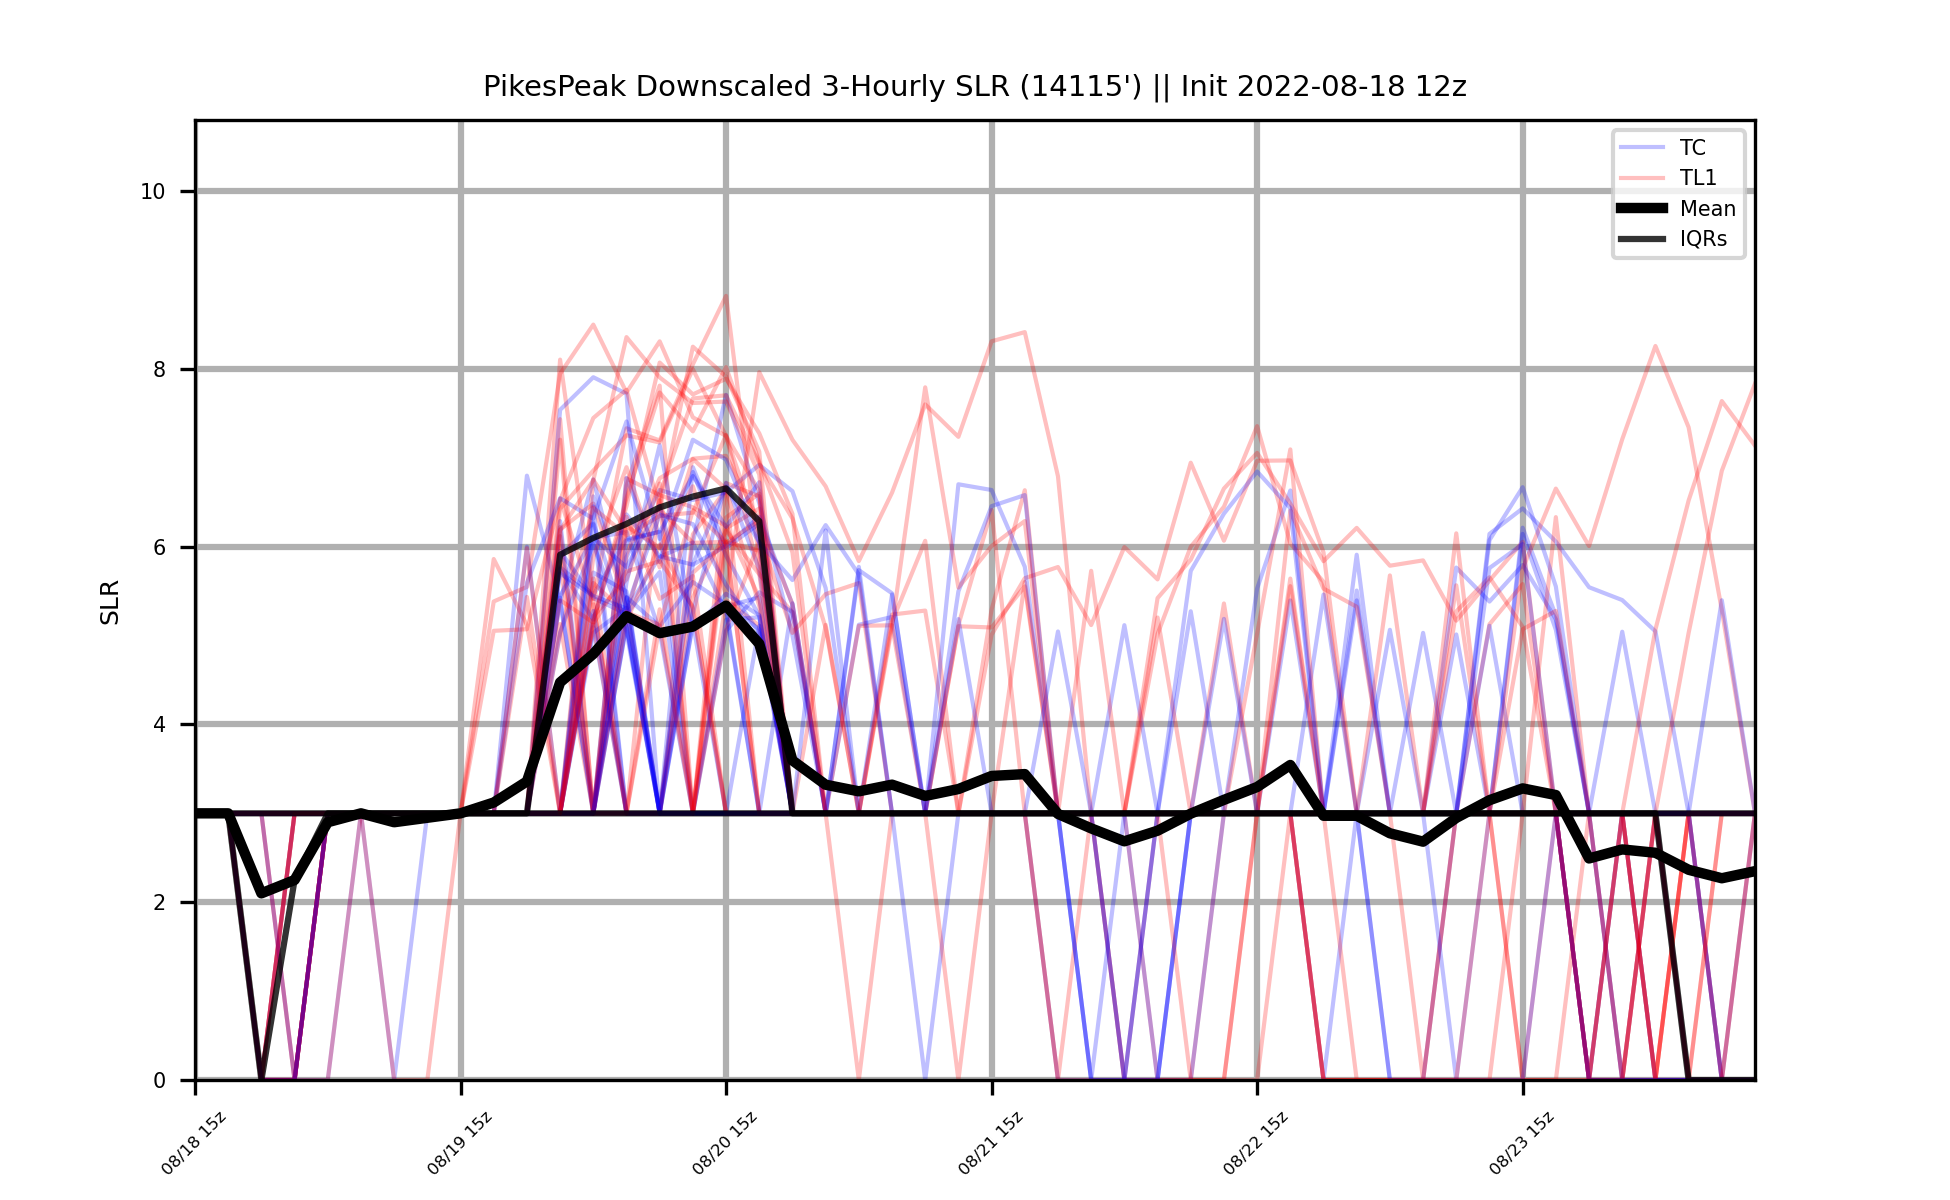 PikesPeak Downscaled 3-Hourly SLR (14115') || Init 2022-08-18 12z
TC
TL1
Mean
IQRs
SLR
10
8
6
4
2
0
08/18 15z
08/19 15z
08/20 15z
08/21 15z
08/22 15z
08/23 15z